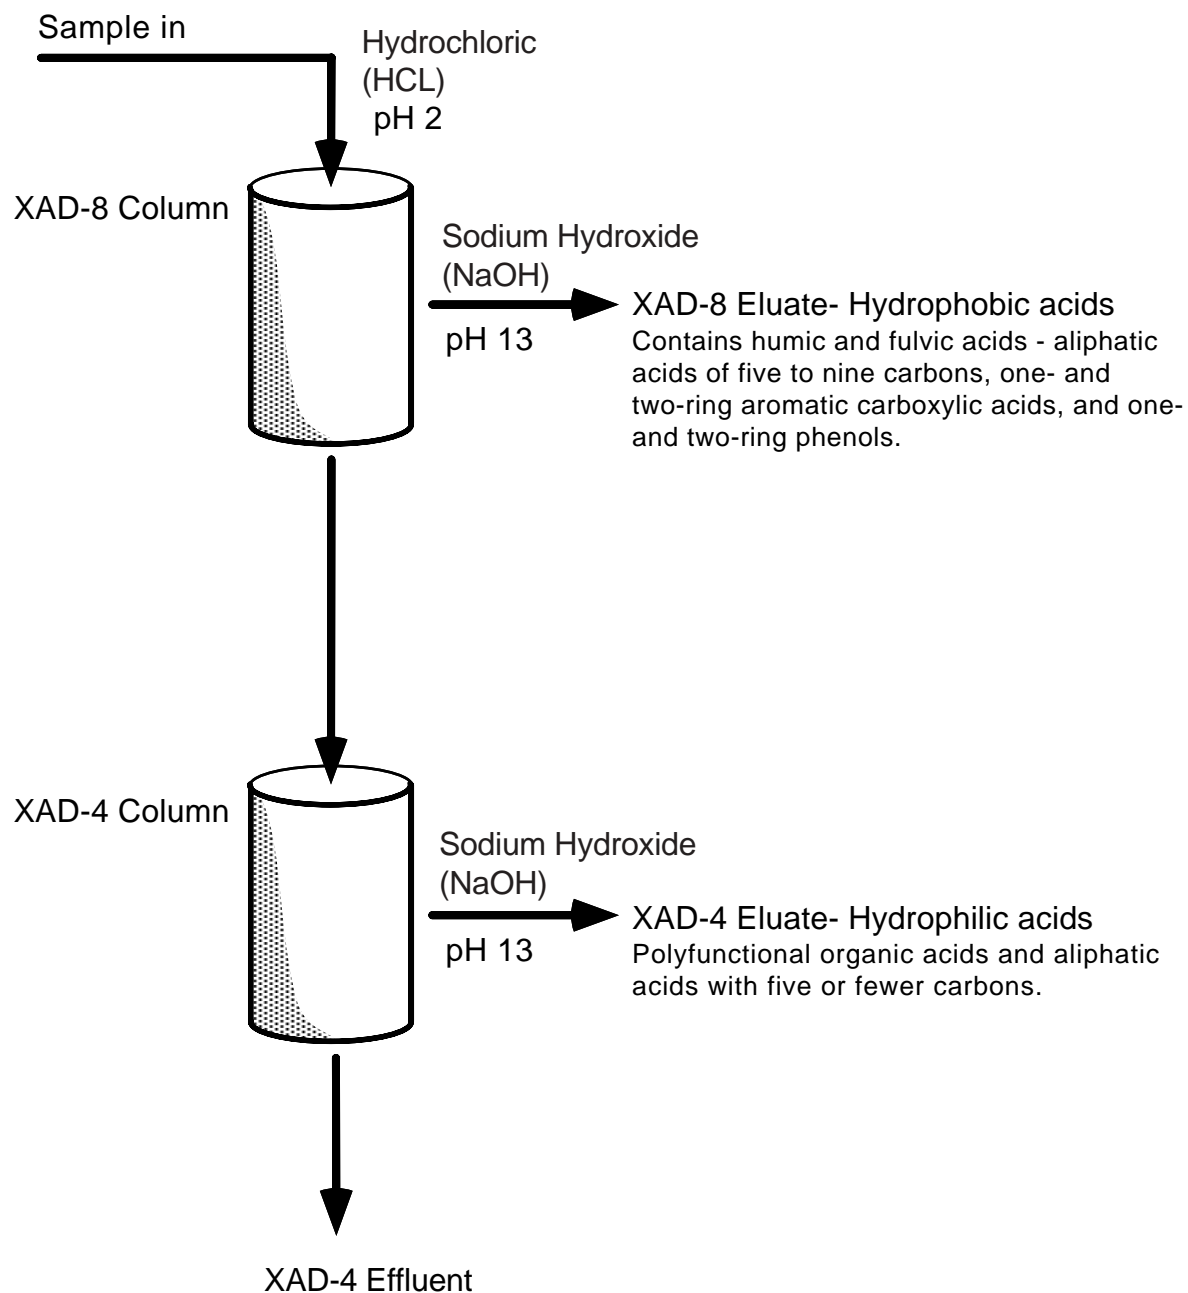 Sample in
Hydrochloric
(HCL)
pH 2
XAD-8 Column
Sodium Hydroxide
(NaOH)
pH 13
XAD-8 Eluate- Hydrophobic acids
Contains humic and fulvic acids - aliphatic
acids of five to nine carbons, one- and
two-ring aromatic carboxylic acids, and one-
and two-ring phenols.
XAD-4 Column
Sodium Hydroxide
(NaOH)
pH 13
XAD-4 Eluate- Hydrophilic acids
Polyfunctional organic acids and aliphatic
acids with five or fewer carbons.
XAD-4 Effluent